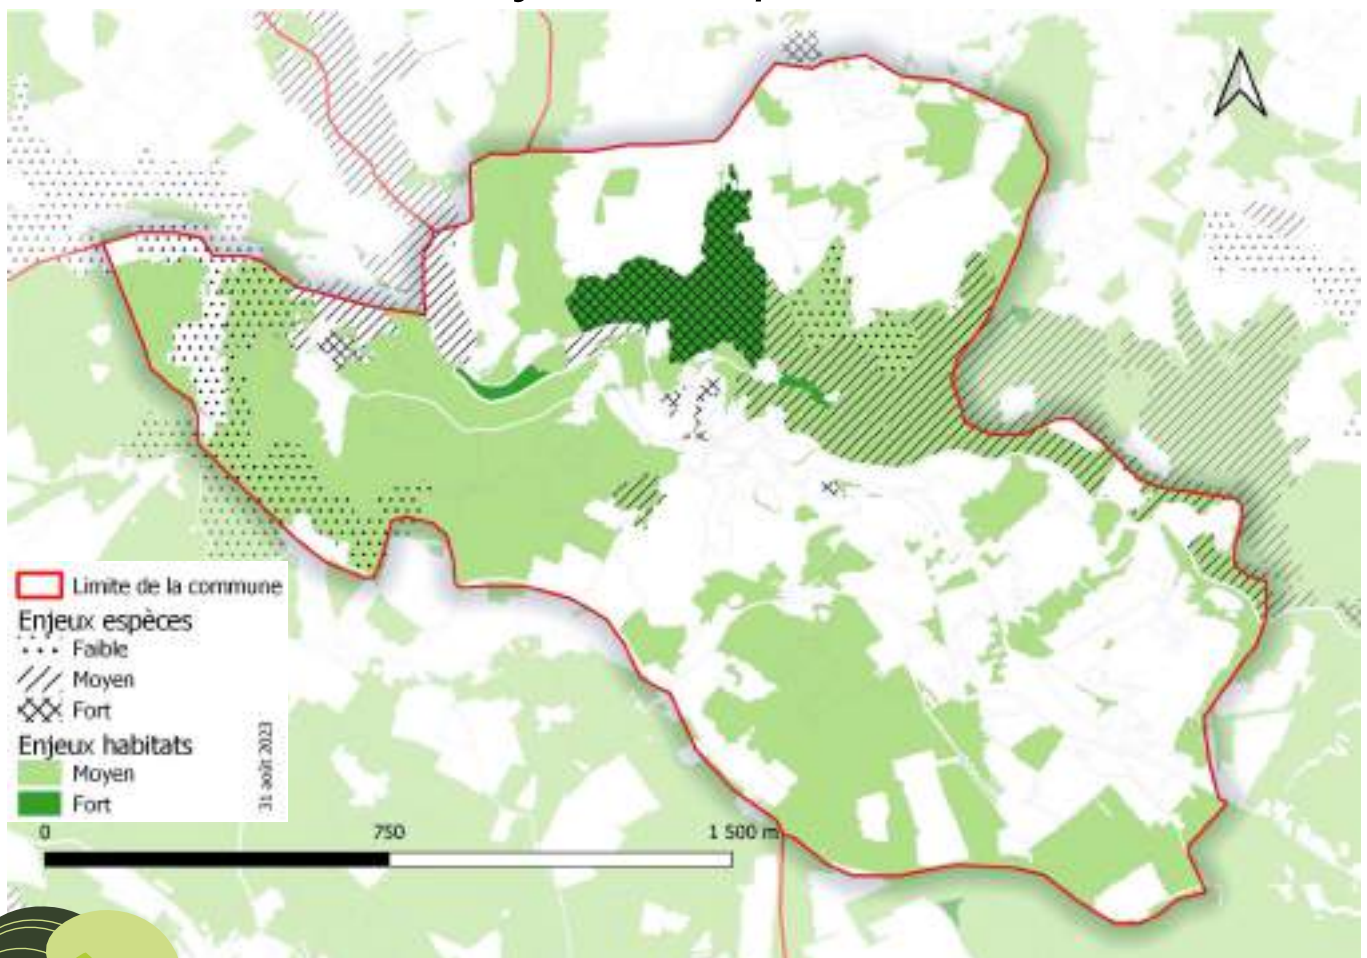 Limite de la commune
Enjeux espèces
Faible
Moyen
Fort
Enjeux habitats
Moyen
Fort
31 août 2023
0 750 1 500 m